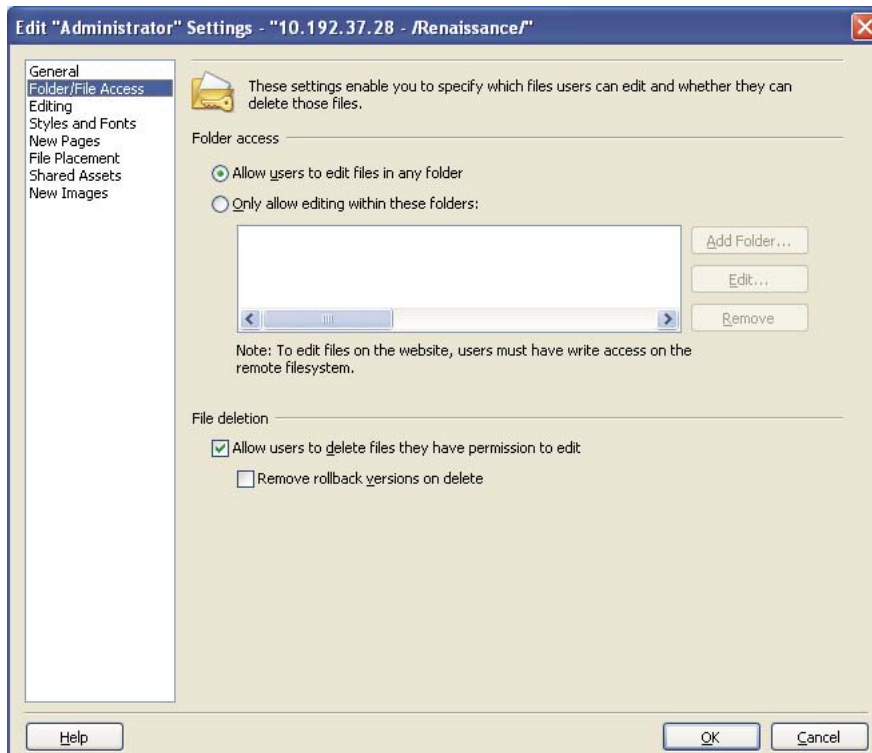 Edit "Administrator" Settings - "10.192.37.28 - /Renaissance/"
General
Folder/File Access
Editing
Styles and Fonts
New Pages
File Placement
Shared Assets
New Images
These settings enable you to specify which files users can edit and whether they can
delete those files.
Folder access
Allow users to edit files in any folder
Only allow editing within these folders:
Add Folder...
Edit...
Remove
Note: To edit files on the website, users must have write access on the
remote filesystem.
File deletion
Allow users to delete files they have permission to edit
Remove rollback versions on delete
Help
OK
Cancel